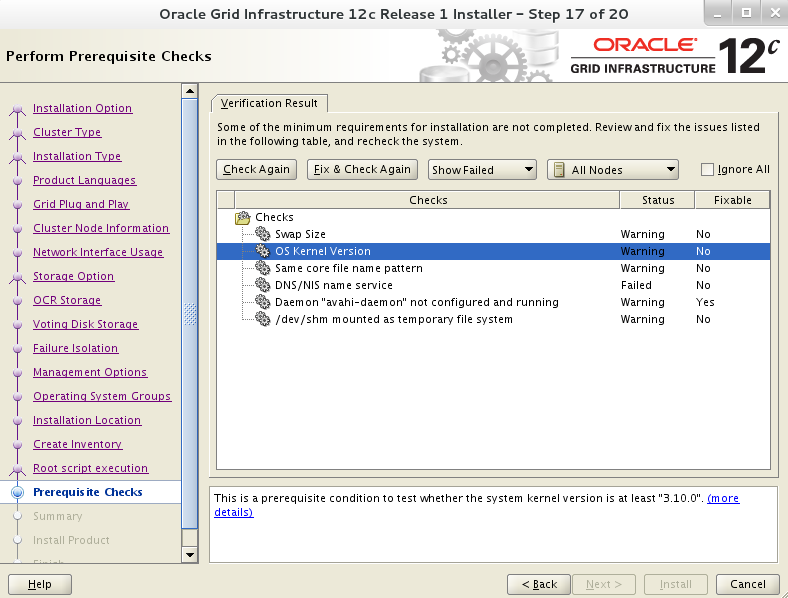 Oracle Grid Infrastructure 12c Release 1 Installer – Step 17 of 20
Perform Prerequisite Checks
ORACLE
GRID INFRASTRUCTURE
12c
Installation Option
Cluster Type
Installation Type
Product Languages
Grid Plug and Play
Cluster Node Information
Network Interface Usage
Storage Option
OCR Storage
Voting Disk Storage
Failure Isolation
Management Options
Operating System Groups
Installation Location
Create Inventory
Root script execution
Prerequisite Checks
Summary
Install Product
Finish
Verification Result
Some of the minimum requirements for installation are not completed. Review and fix the issues listed
in the following table, and recheck the system.
Check Again Fix & Check Again Show Failed All Nodes Ignore All
Checks Status Fixable
Checks
Swap Size Warning No
OS Kernel Version Warning No
Same core file name pattern Warning No
DNS/NIS name service Failed No
Daemon "avahi-daemon" not configured and running Warning Yes
/dev/shm mounted as temporary file system Warning No
This is a prerequisite condition to test whether the system kernel version is at least "3.10.0". (more
details)
Help < Back Next > Install Cancel